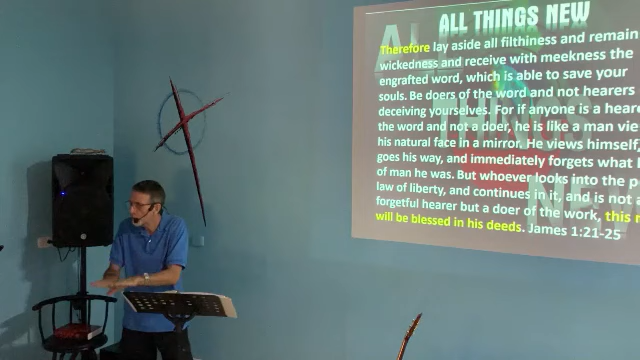 ALL THINGS NEW
Therefore lay aside all filthiness and remain
wickedness and receive with meekness the
engrafted word, which is able to save your
souls. Be doers of the word and not hearers
deceiving yourselves. For if anyone is a
the word and not a doer, he is like a man
his natural face in a mirror. He views himself,
goes his way, and immediately forgets what
of man he was. But whoever looks into the
law of liberty, and continues in it, and is not a
forgetful hearer but a doer of the work, this
will be blessed in his deeds. James 1:21-25